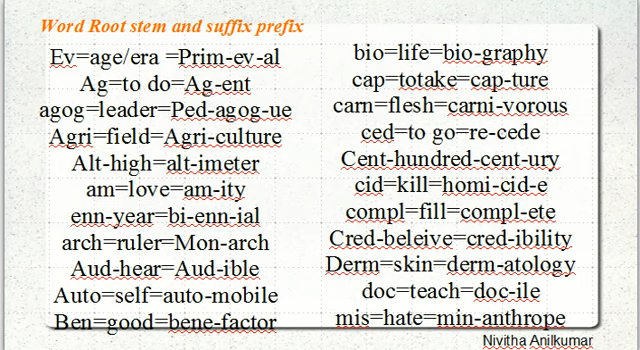 Word Root stem and suffix prefix
Ev=age/era =Prim-ev-al
Ag=to do=Ag-ent
agog=leader=Ped-agog-ue
Agri=field=Agri-culture
Alt-high=alt-imeter
am=love=am-ity
enn-year=bi-enn-ial
arch=ruler=Mon-arch
Aud-hear=Aud-ible
Auto=self=auto-mobile
Ben=good=bene-factor
bio=life=bio-graphy
cap=totake=cap-ture
carn=flesh=carni-vorous
ced=to go=re-cede
Cent-hundred-cent-ury
cid=kill=homi-cid-e
compl=fill=compl-ete
Cred-beleive=cred-ibility
Derm=skin=derm-atology
doc=teach=doc-ile
mis=hate=min-anthrope
Nivitha Anilkumar